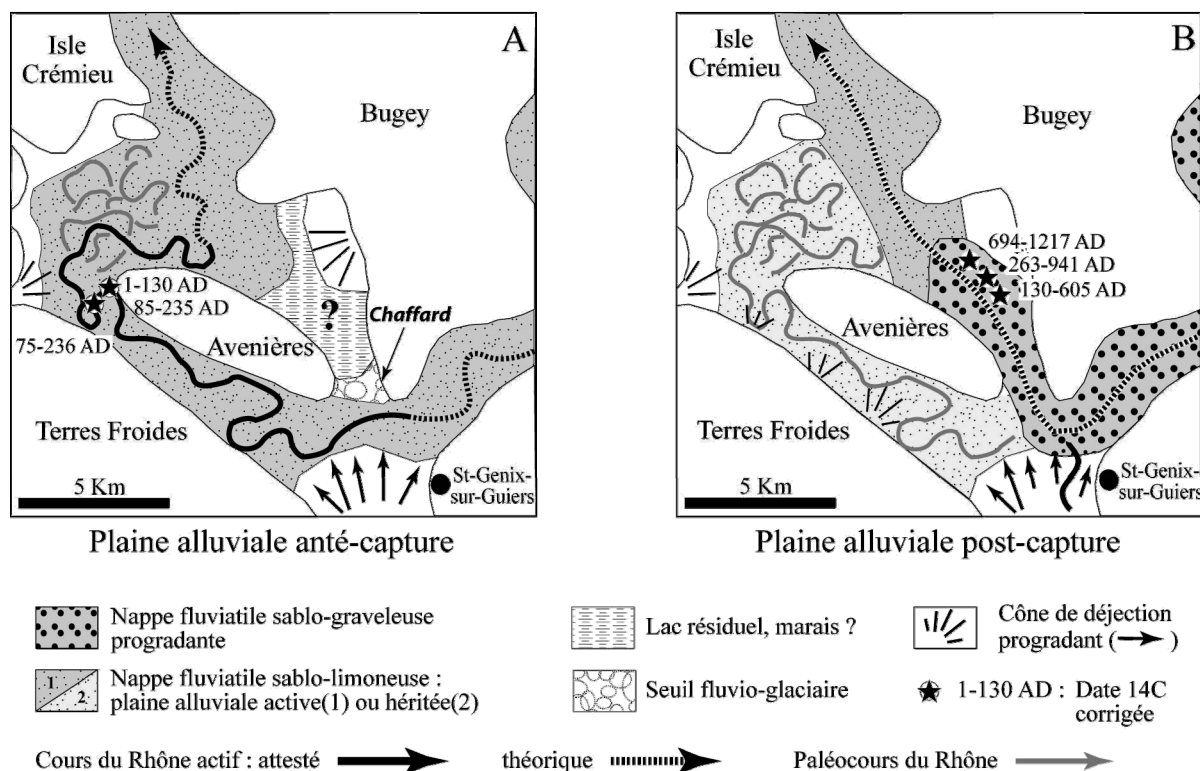 A
Isle
Crémieu
Bugey
1-130 AD
85-235 AD
75-236 AD
?
Chaffard
Avenières
Terres Froides
St-Genix-
sur-Guiers
5 Km
Plaine alluviale anté-capture
B
Isle
Crémieu
Bugey
694-1217 AD
263-941 AD
130-605 AD
Avenières
Terres Froides
St-Genix-
sur-Guiers
5 Km
Plaine alluviale post-capture
Nappe fluviatile sablo-graveleuse
progradante
1
2
Nappe fluviatile sablo-limoneuse :
plaine alluviale active(1) ou héritée(2)
Lac résiduel, marais ?
Seuil fluvio-glaciaire
Cône de déjection
progradant ( )
1-130 AD : Date 14C
corrigée
Cours du Rhône actif : attesté
théorique
Paléocours du Rhône